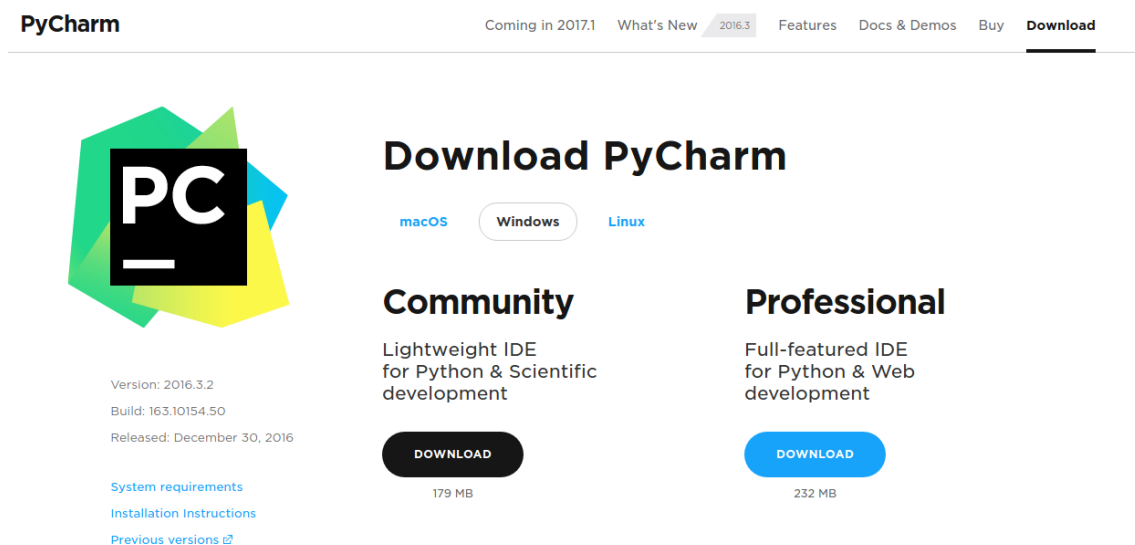 PyCharm
Coming in 2017.1 What's New 2016.3 Features Docs & Demos Buy Download
PC
Download PyCharm
macOS Windows Linux
Community
Lightweight IDE
for Python & Scientific
development
DOWNLOAD
179 MB
Professional
Full-featured IDE
for Python & Web
development
DOWNLOAD
232 MB
Version: 2016.3.2
Build: 163.10154.50
Released: December 30, 2016
System requirements
Installation Instructions
Previous versions